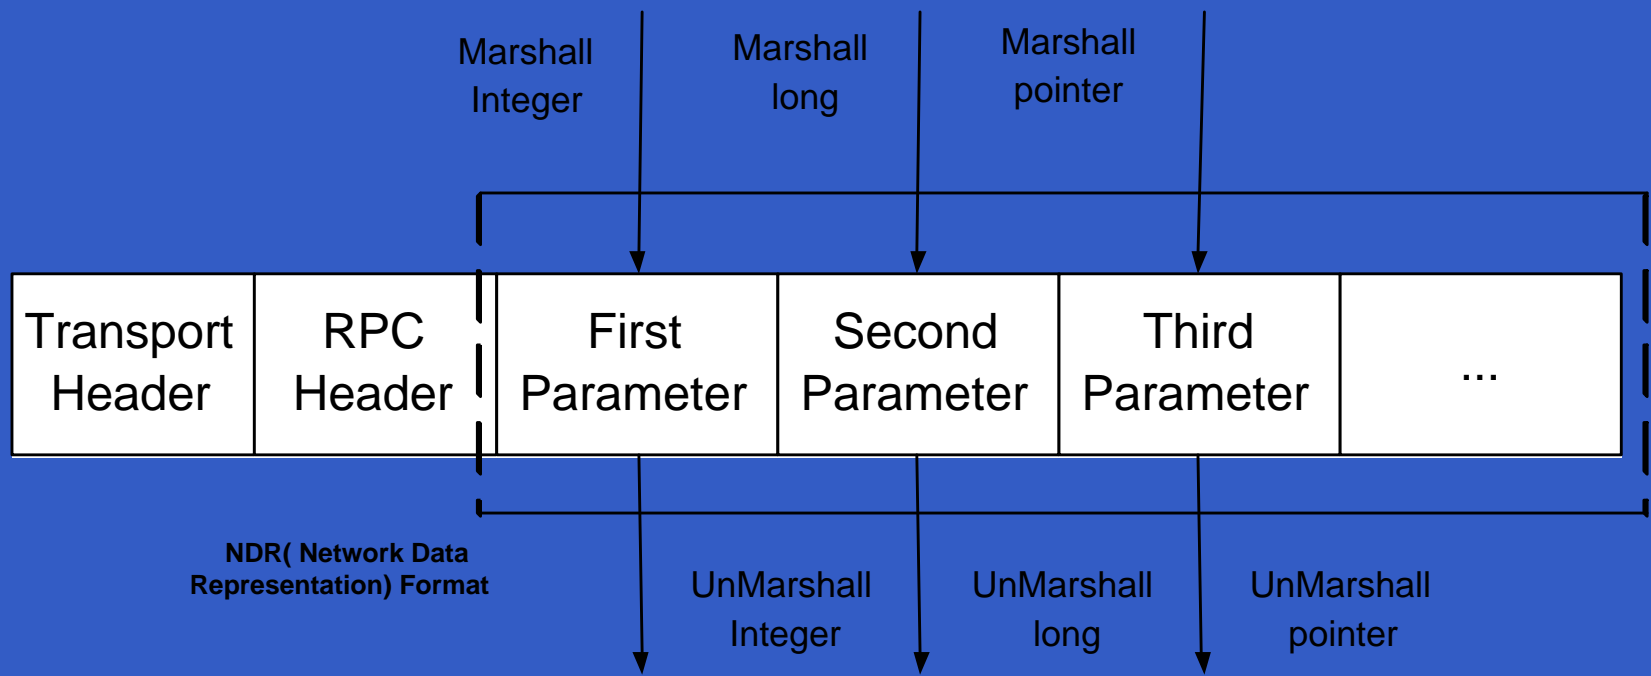 Marshall
Integer
Marshall
long
Marshall
pointer
Transport
Header
RPC
Header
First
Parameter
Second
Parameter
Third
Parameter
...
NDR( Network Data
Representation) Format
UnMarshall
Integer
UnMarshall
long
UnMarshall
pointer